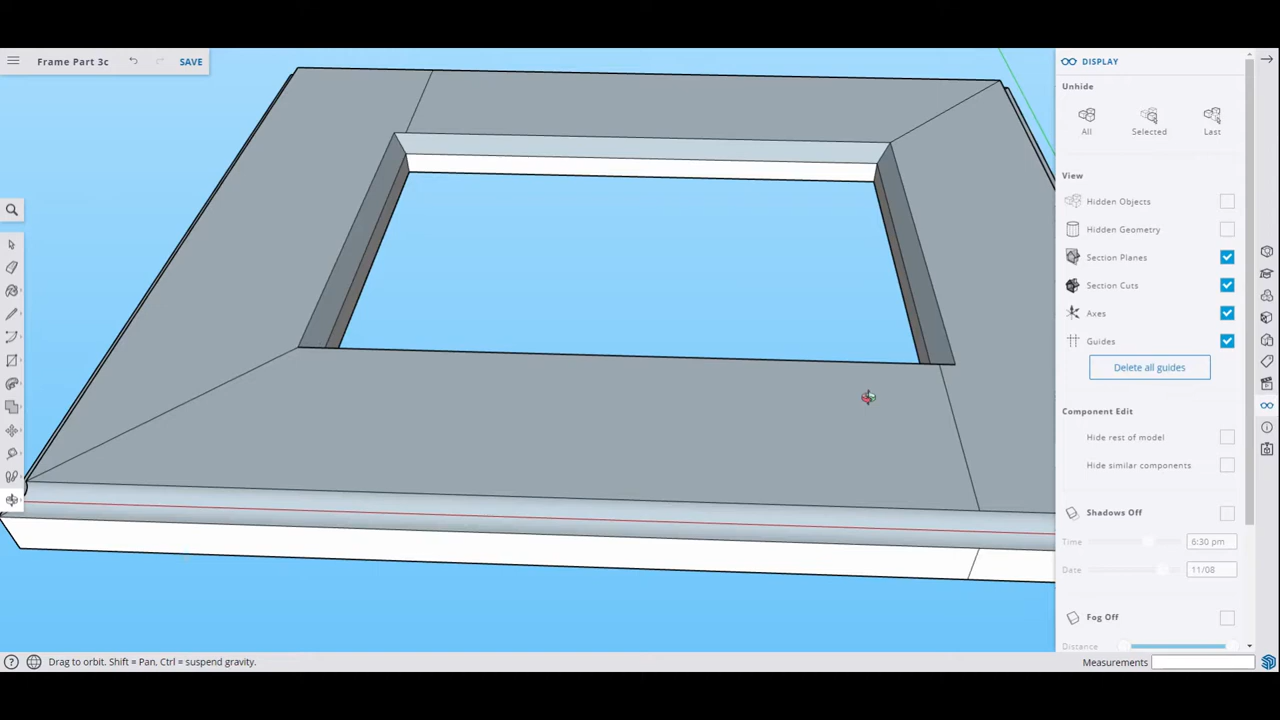 Frame Part 3c
SAVE
DISPLAY
Unhide
All
Selected
Last
View
Hidden Objects
Hidden Geometry
Section Planes
Section Cuts
Axes
Guides
Delete all guides
Component Edit
Hide rest of model
Hide similar components
Shadows Off
Time
6:30 pm
Date
11/08
Fog Off
Distance
? Drag to orbit. Shift = Pan, Ctrl = suspend gravity.
Measurements